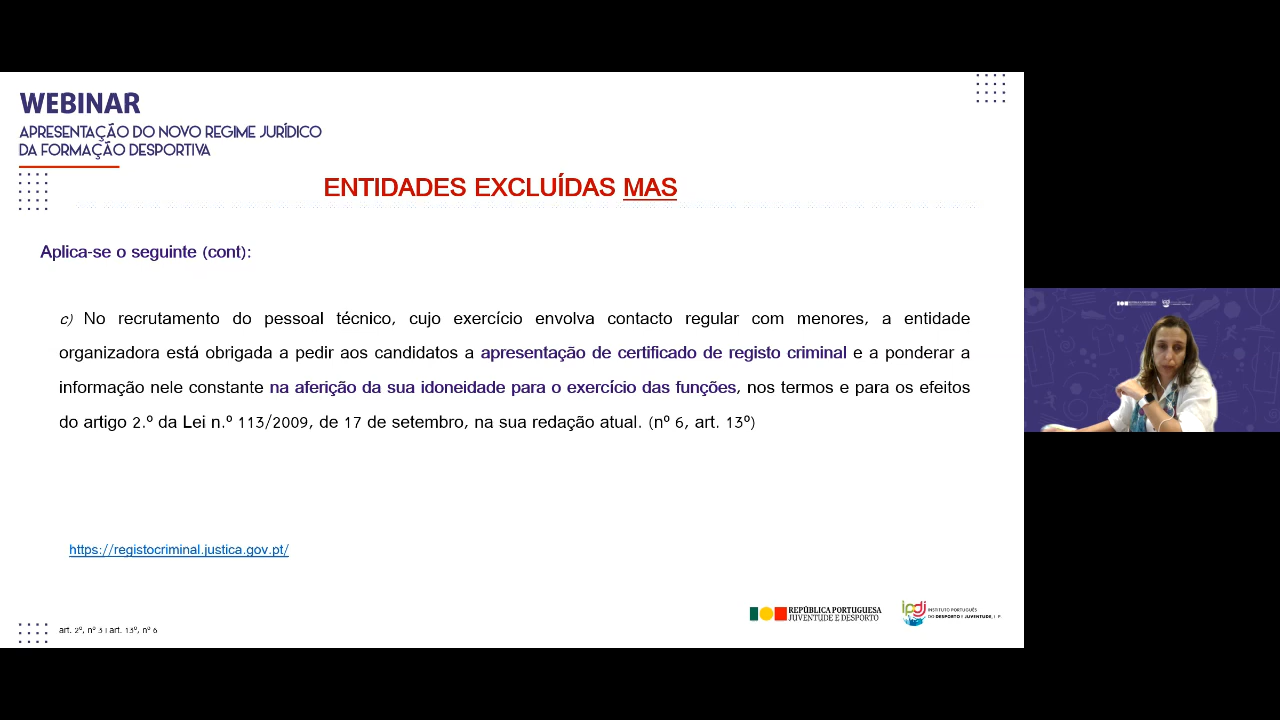 WEBINAR
APRESENTAÇÃO DO NOVO REGIME JURÍDICO
DA FORMAÇÃO DESPORTIVA
ENTIDADES EXCLUÍDAS MAS
Aplica-se o seguinte (cont):
c) No recrutamento do pessoal técnico, cujo exercício envolva contacto regular com menores, a entidade
organizadora está obrigada a pedir aos candidatos a apresentação de certificado de registo criminal e a ponderar a
informação nele constante na aferição da sua idoneidade para o exercício das funções, nos termos e para os efeitos
do artigo 2.º da Lei n.º 113/2009, de 17 de setembro, na sua redação atual. (nº 6, art. 13º)
https://registocriminal.justica.gov.pt/
REPÚBLICA PORTUGUESA
JUVENTUDE E DESPORTO
ipdj
INSTITUTO PORTUGUÊS
DO DESPORTO E JUVENTUDE, I. P.
art. 2º, nº 3 | art. 13º, nº 6